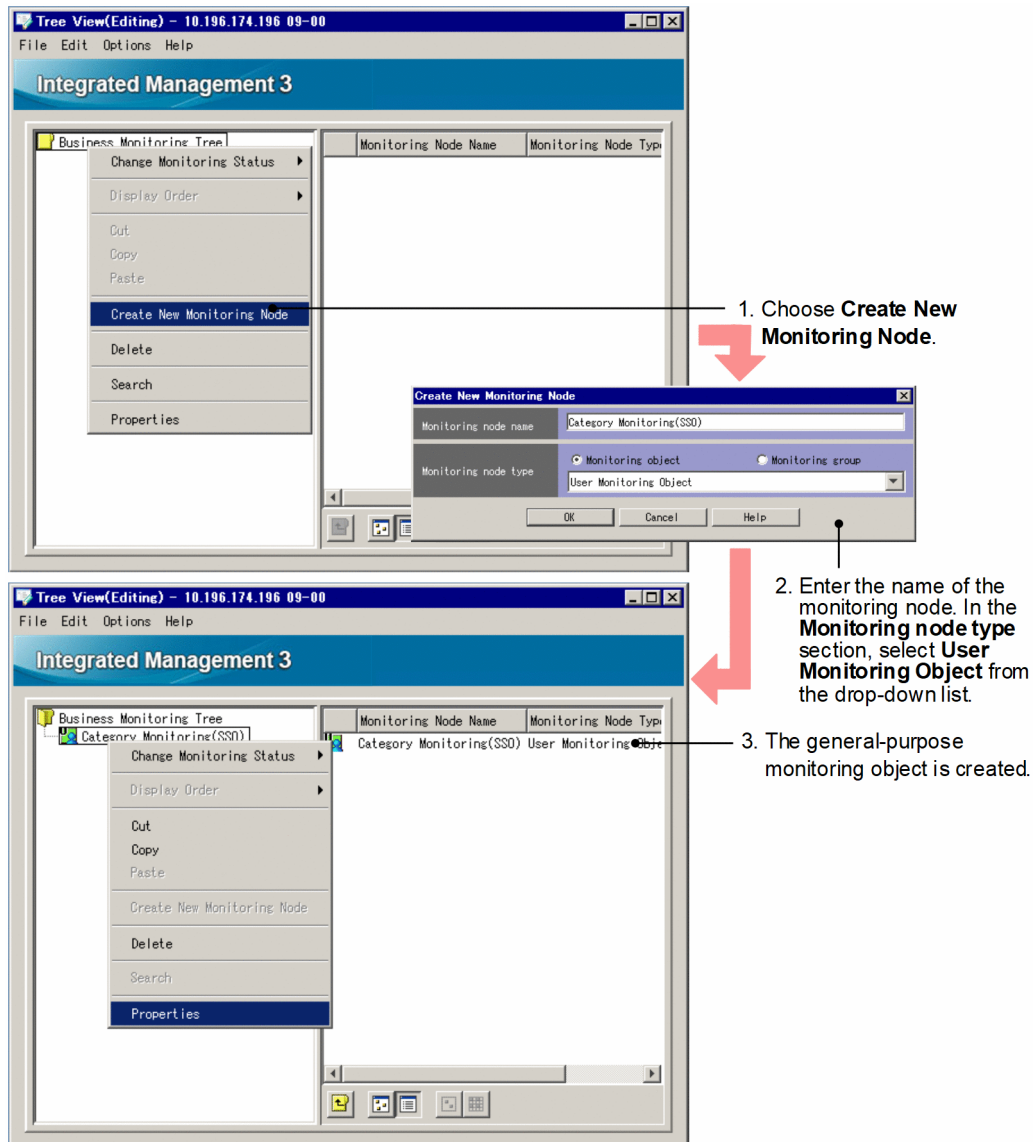 Tree View(Editing) - 10.196.174.196 09-00
File Edit Options Help
Integrated Management 3
Business Monitoring Tree
Monitoring Node Name Monitoring Node Type
Change Monitoring Status
Display Order
Cut
Copy
Paste
Create New Monitoring Node
Delete
Search
Properties
1. Choose Create New
Monitoring Node.
Create New Monitoring Node
Monitoring node name Category Monitoring(SSO)
Monitoring node type
Monitoring object Monitoring group
User Monitoring Object
OK Cancel Help
2. Enter the name of the
monitoring node. In the
Monitoring node type
section, select User
Monitoring Object from
the drop-down list.
Tree View(Editing) - 10.196.174.196 09-00
File Edit Options Help
Integrated Management 3
Business Monitoring Tree
Category Monitoring(SSO)
Monitoring Node Name Monitoring Node Type
Category Monitoring(SSO) User Monitoring Obje
Change Monitoring Status
Display Order
Cut
Copy
Paste
Create New Monitoring Node
Delete
Search
Properties
3. The general-purpose
monitoring object is created.